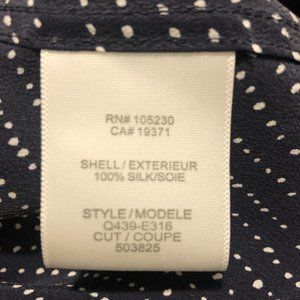 RN# 105230
CA# 19371
SHELL / EXTERIEUR
100% SILK/SOIE
STYLE / MODELE
Q439-E316
CUT / COUPE
503825